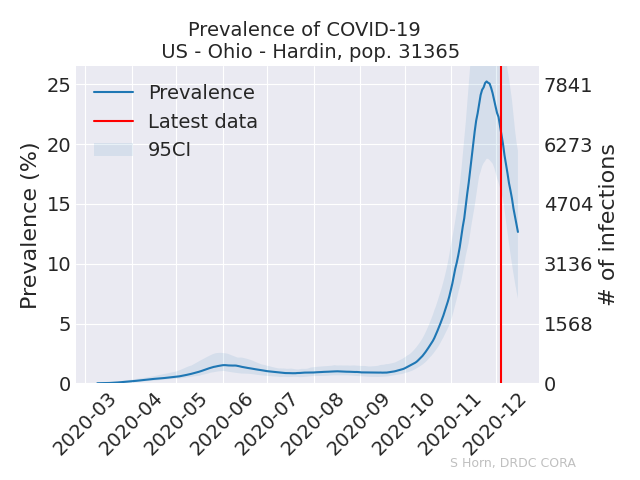 Prevalence of COVID-19
US - Ohio - Hardin, pop. 31365
Prevalence
Latest data
95CI
Prevalence (%)
25
20
15
10
5
0
7841
6273
4704
3136
1568
0
# of infections
2020-03
2020-04
2020-05
2020-06
2020-07
2020-08
2020-09
2020-10
2020-11
2020-12
S Horn, DRDC CORA